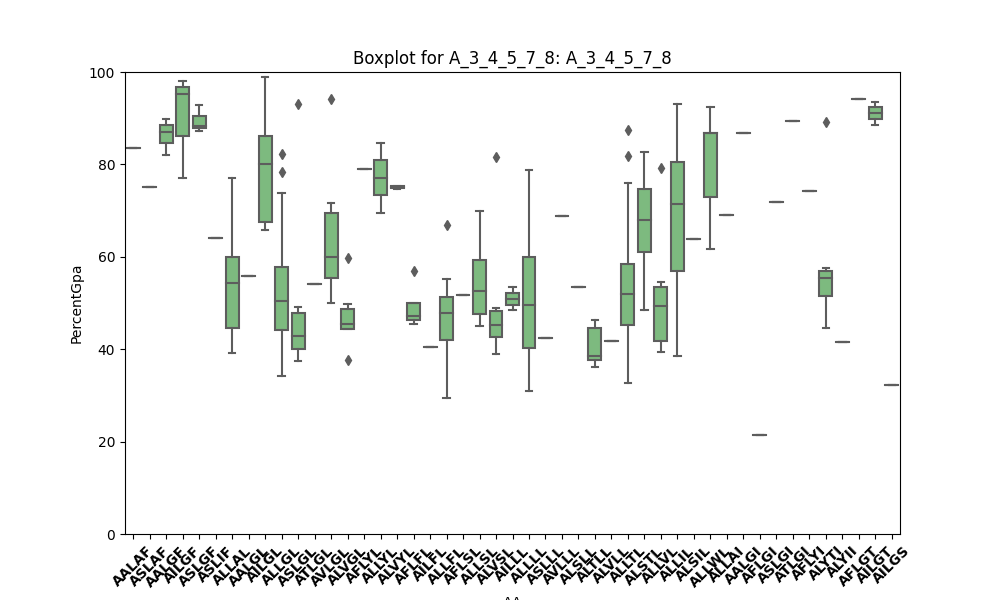 Boxplot for A_3_4_5_7_8: A_3_4_5_7_8
100
80
60
40
20
0
PercentGpa
AALAF
ASLAF
AALGF
AILGF
ASLGF
ASLIF
ALLAL
AALGL
AILGL
ALLGL
ASLGL
ATLGL
AVLGL
ALVGL
AFLYL
ALLYL
ALVYL
AFLFL
AILFL
ALLFL
AFLSL
ALLSL
ALVSL
AILLL
ALLLL
ASLLL
AVLLL
ALSLL
ALTLL
ALVLL
ALLTL
ALSTL
ALLVL
ALLIL
ALSIL
ALLWL
ALLAI
AALGI
AFLGI
ASLGI
ATLGI
AFLYI
ALYTI
ALYII
AFLGT
AILGT
AILGS